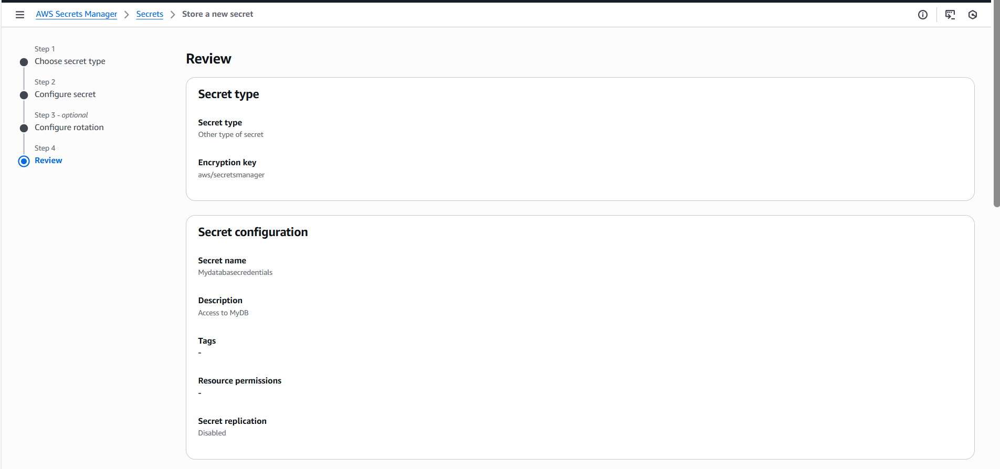 AWS Secrets Manager > Secrets > Store a new secret
Step 1
Choose secret type
Step 2
Configure secret
Step 3 - optional
Configure rotation
Step 4
Review
Review
Secret type
Secret type
Other type of secret
Encryption key
aws/secretsmanager
Secret configuration
Secret name
Mydatabasecredentials
Description
Access to MyDB
Tags
-
Resource permissions
-
Secret replication
Disabled